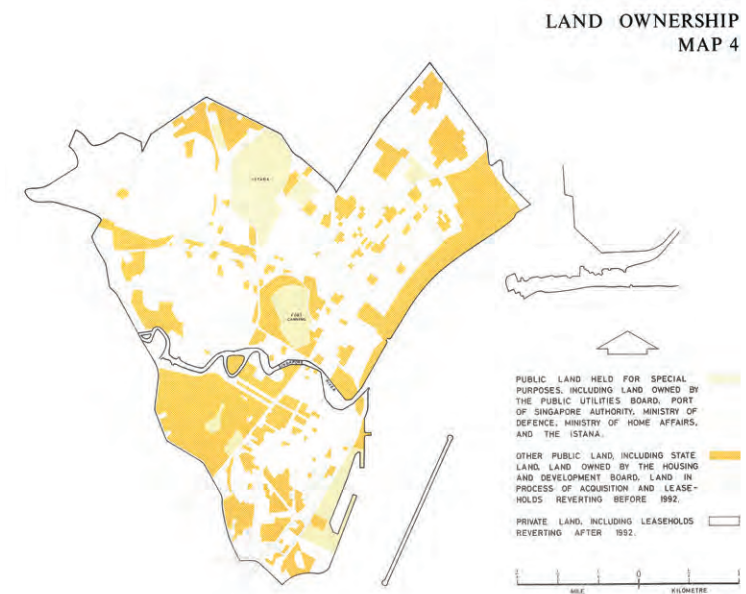 LAND OWNERSHIP
MAP 4
ISTANA
FORT
CANNING
SINGAPORE
RIVER
PUBLIC LAND HELD FOR SPECIAL
PURPOSES, INCLUDING LAND OWNED BY
THE PUBLIC UTILITIES BOARD, PORT
OF SINGAPORE AUTHORITY, MINISTRY OF
DEFENCE, MINISTRY OF HOME AFFAIRS,
AND THE ISTANA.
OTHER PUBLIC LAND, INCLUDING STATE
LAND, LAND OWNED BY THE HOUSING
AND DEVELOPMENT BOARD, LAND IN
PROCESS OF ACQUISITION AND LEASE-
HOLDS REVERTING BEFORE 1992.
PRIVATE LAND, INCLUDING LEASEHOLDS
REVERTING AFTER 1992.
MILE KILOMETRE